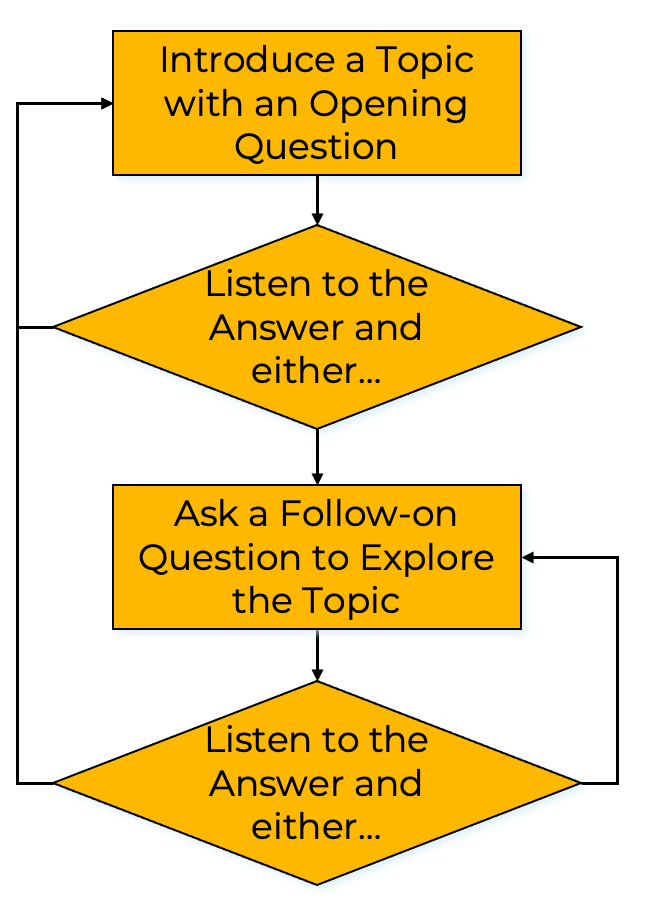 Introduce a Topic
with an Opening
Question
Listen to the
Answer and
either...
Ask a Follow-on
Question to Explore
the Topic
Listen to the
Answer and
either...